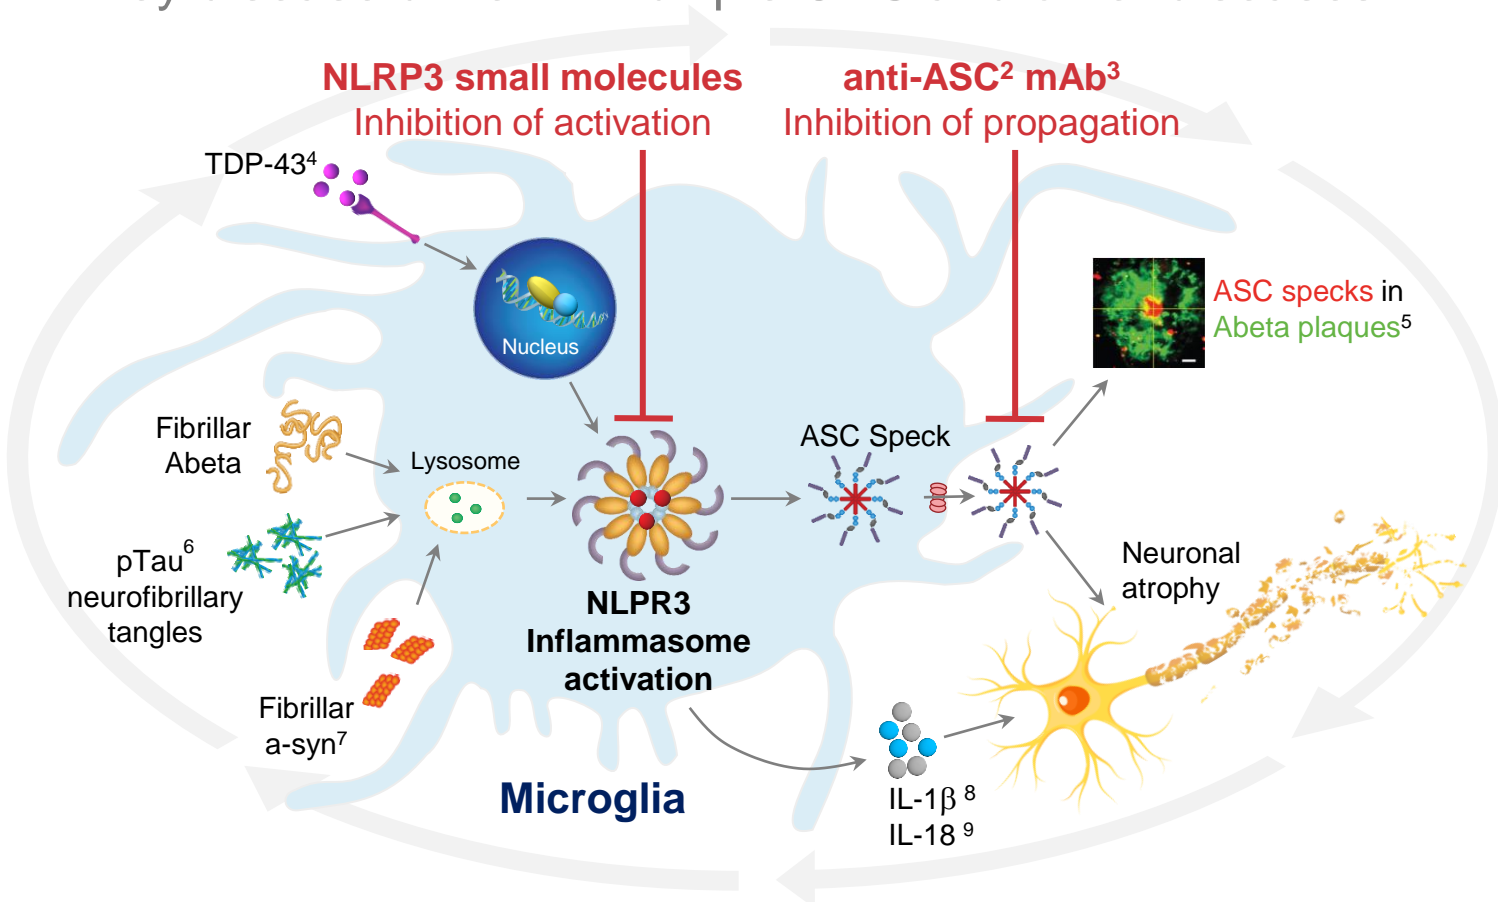 NLRP3 small molecules
Inhibition of activation
anti-ASC² mAb³
Inhibition of propagation
TDP-43⁴
Nucleus
ASC specks in
Abeta plaques⁵
Fibrillar
Abeta
Lysosome
ASC Speck
pTau⁶
neurofibrillary
tangles
NLPR3
Inflammasome
activation
Neuronal
atrophy
Fibrillar
a-syn⁷
Microglia
IL-1β ⁸
IL-18 ⁹